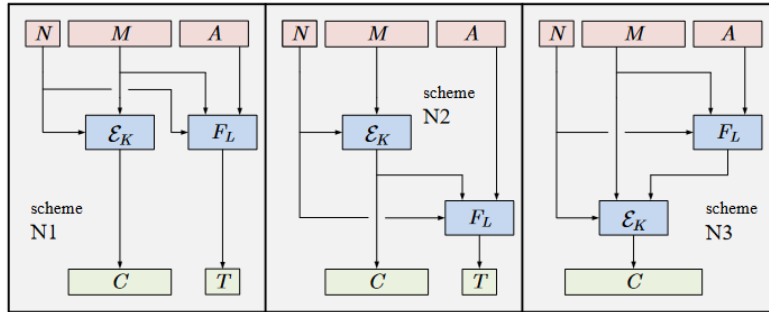 N M A N M A N M A
scheme
N2
ℰ_K F_L ℰ_K F_L
scheme
N1
F_L
ℰ_K
scheme
N3
C T C T C